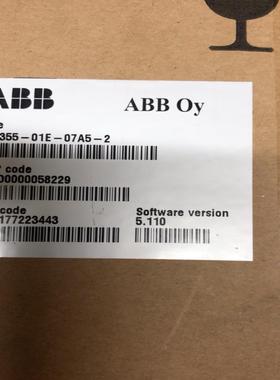 ABB
ABB Oy
355-01E-07A5-2
code
00000058229
code
177223443
Software version
5.110